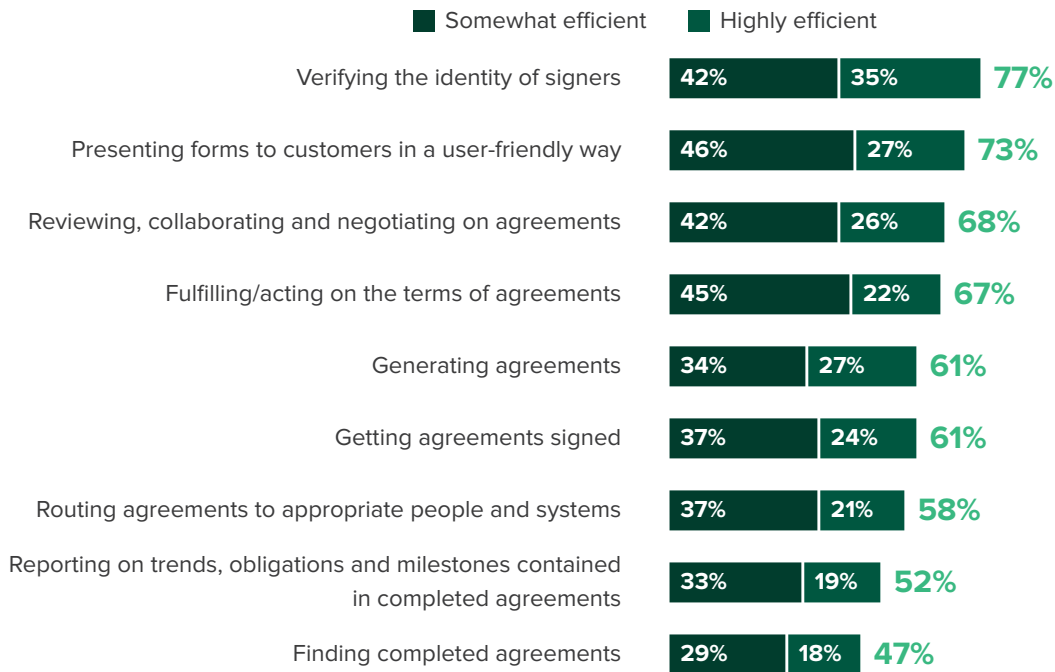 Somewhat efficient Highly efficient
Verifying the identity of signers 42% 35% 77%
Presenting forms to customers in a user-friendly way 46% 27% 73%
Reviewing, collaborating and negotiating on agreements 42% 26% 68%
Fulfilling/acting on the terms of agreements 45% 22% 67%
Generating agreements 34% 27% 61%
Getting agreements signed 37% 24% 61%
Routing agreements to appropriate people and systems 37% 21% 58%
Reporting on trends, obligations and milestones contained
in completed agreements 33% 19% 52%
Finding completed agreements 29% 18% 47%